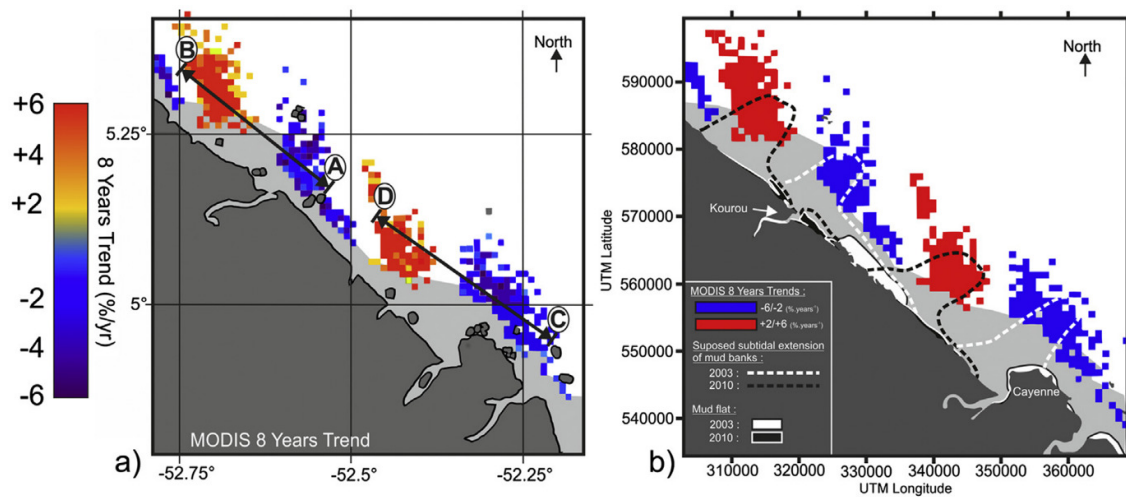 +6
+4
+2
-2
-4
-6
8 Years Trend (%/yr)
B
A
D
C
North
5.25°
5°
MODIS 8 Years Trend
a)
-52.75°
-52.5°
-52.25°
North
590000
580000
570000
560000
550000
540000
UTM Latitude
Kourou
Cayenne
MODIS 8 Years Trends :
-6/-2 (%.years⁻)
+2/+6 (%.years⁻)
Suposed subtidal extension
of mud banks :
2003 :
2010 :
Mud flat :
2003 :
2010 :
b)
310000 320000 330000 340000 350000 360000
UTM Longitude